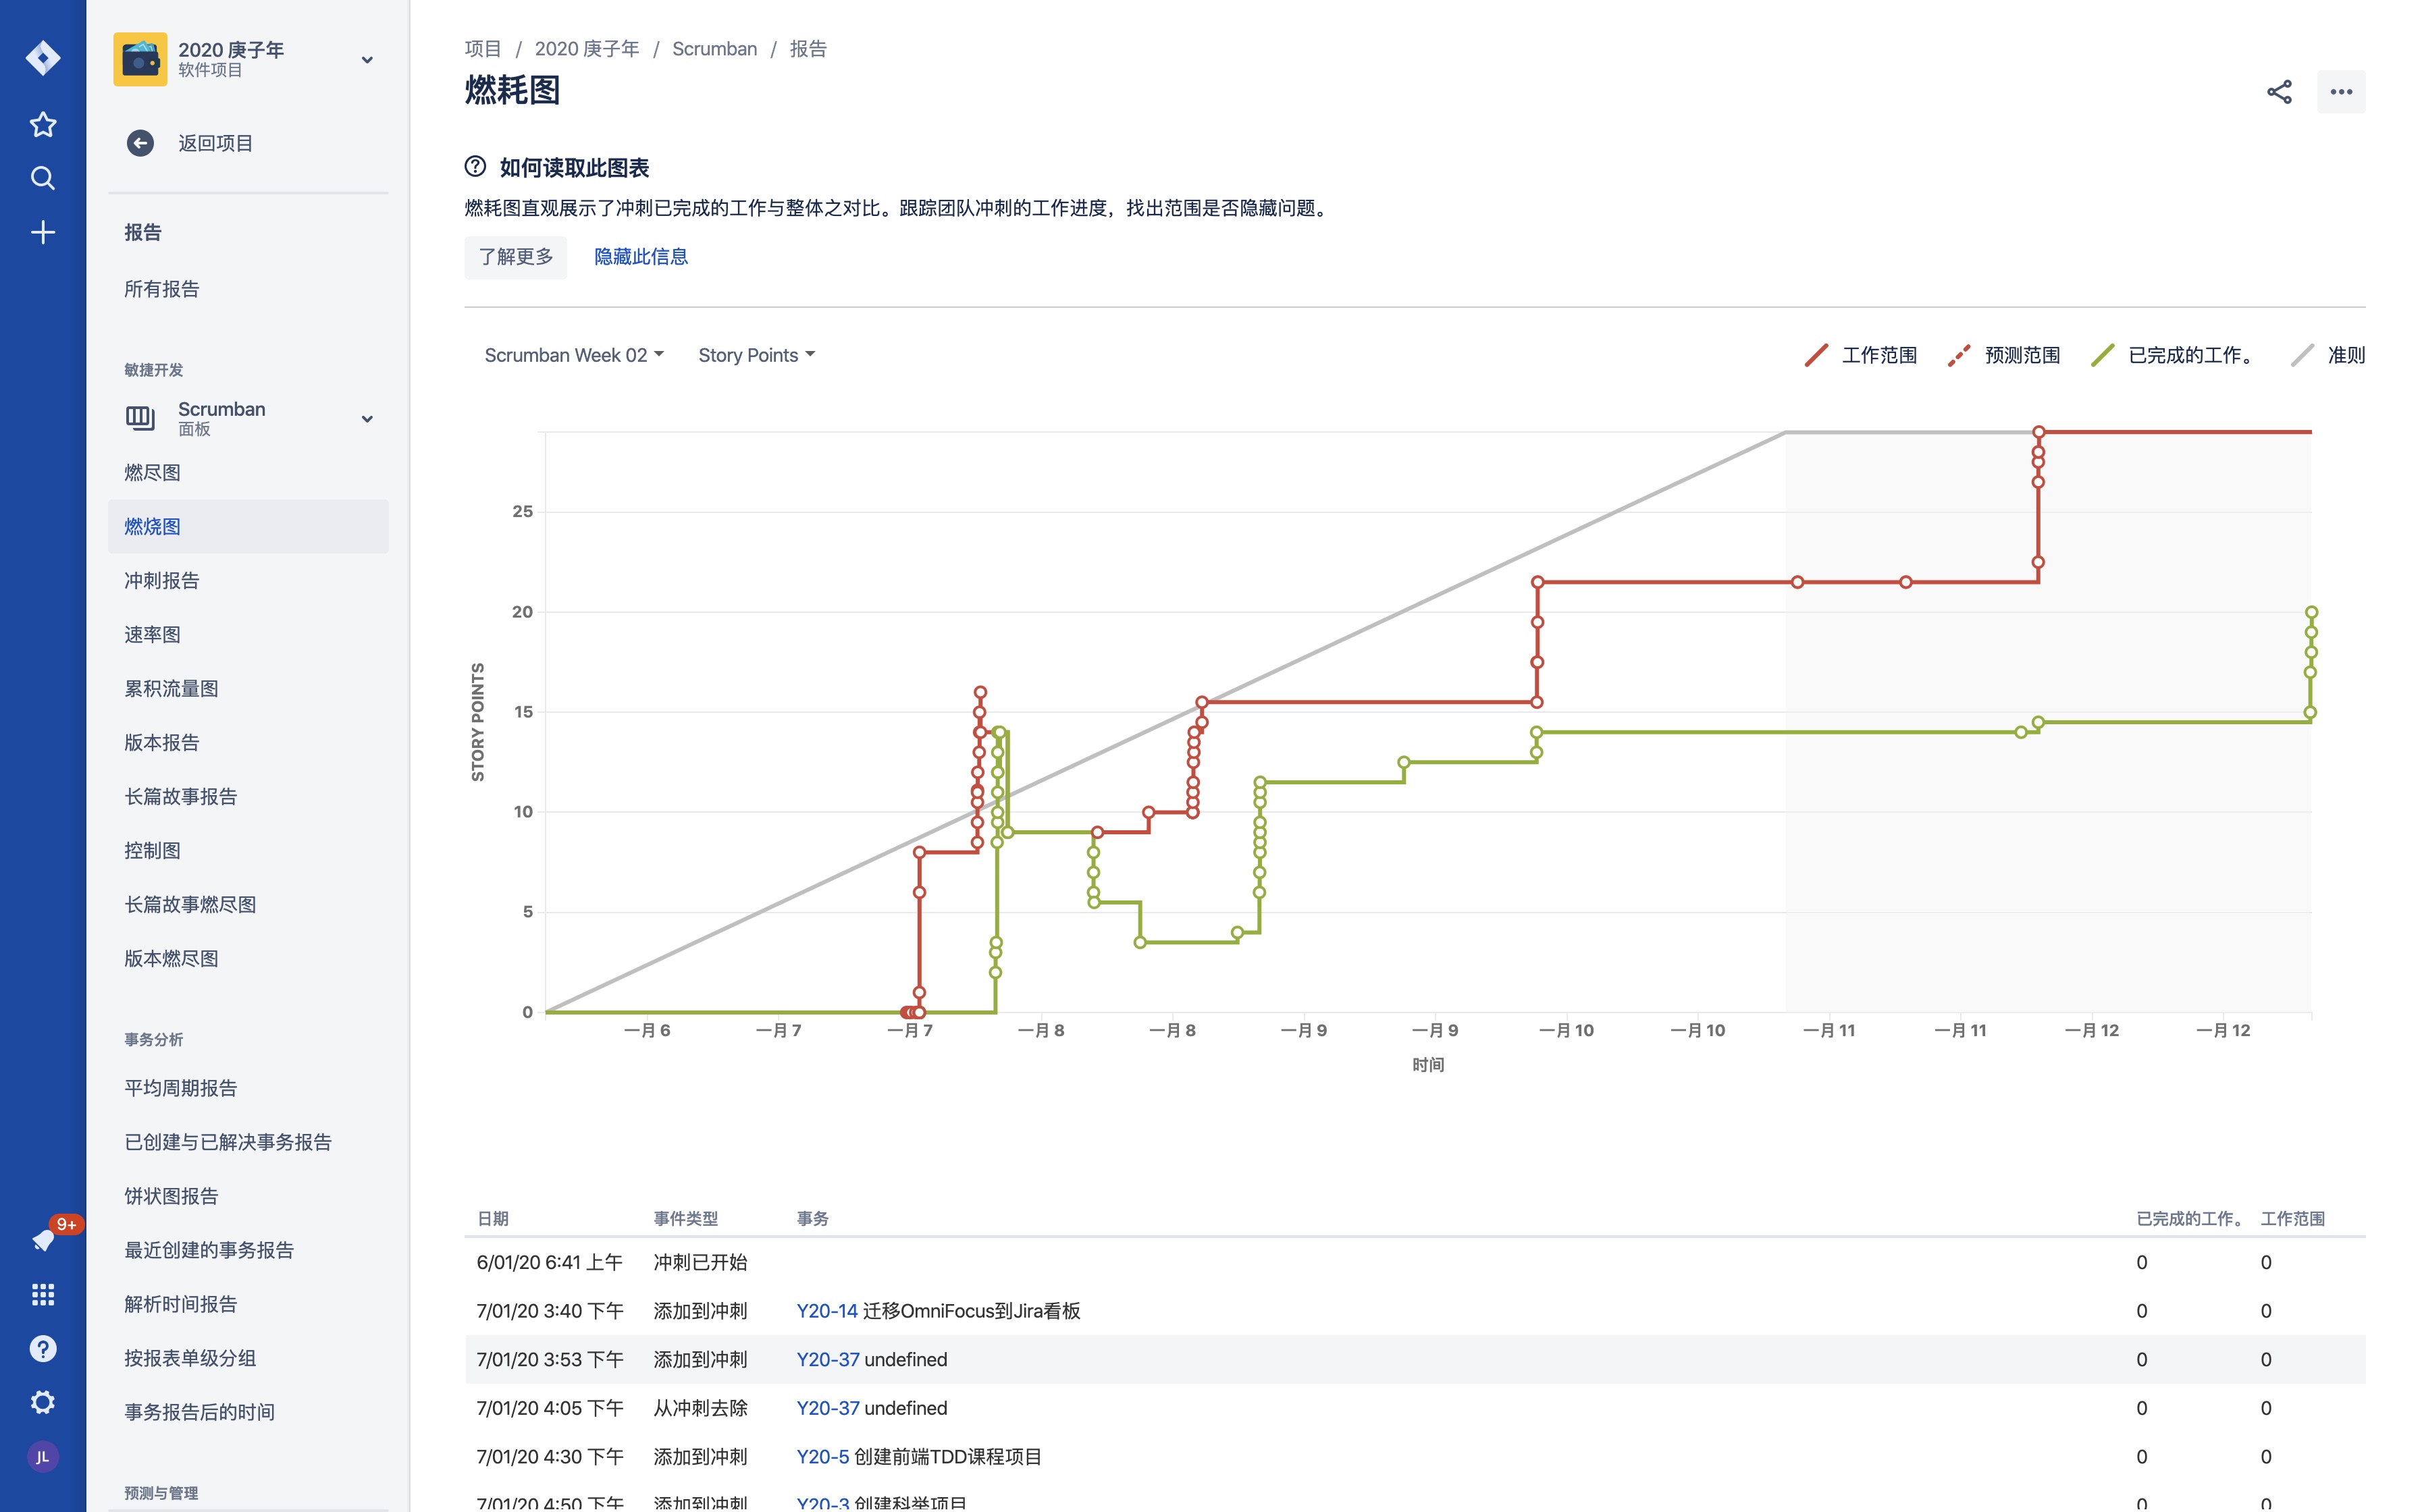 2020 庚子年
软件项目
返回项目
报告
所有报告
敏捷开发
Scrumban
面板
燃尽图
燃烧图
冲刺报告
速率图
累积流量图
版本报告
长篇故事报告
控制图
长篇故事燃尽图
版本燃尽图
事务分析
平均周期报告
已创建与已解决事务报告
饼状图报告
最近创建的事务报告
解析时间报告
按报表单级分组
事务报告后的时间
预测与管理
9+
JL
项目 / 2020 庚子年 / Scrumban / 报告
燃耗图
如何读取此图表
燃耗图直观展示了冲刺已完成的工作与整体之对比。跟踪团队冲刺的工作进度，找出范围是否隐藏问题。
了解更多 隐藏此信息
Scrumban Week 02 Story Points
工作范围 预测范围 已完成的工作。 准则
STORY POINTS
25
20
15
10
5
0
一月 6 一月 7 一月 7 一月 8 一月 8 一月 9 一月 9 一月 10 一月 10 一月 11 一月 11 一月 12 一月 12
时间
日期 事件类型 事务 已完成的工作。 工作范围
6/01/20 6:41 上午 冲刺已开始 0 0
7/01/20 3:40 下午 添加到冲刺 Y20-14 迁移OmniFocus到Jira看板 0 0
7/01/20 3:53 下午 添加到冲刺 Y20-37 undefined 0 0
7/01/20 4:05 下午 从冲刺去除 Y20-37 undefined 0 0
7/01/20 4:30 下午 添加到冲刺 Y20-5 创建前端TDD课程项目 0 0
7/01/20 4:50 下午 添加到冲刺 Y20-3 创建科举项目 0 0